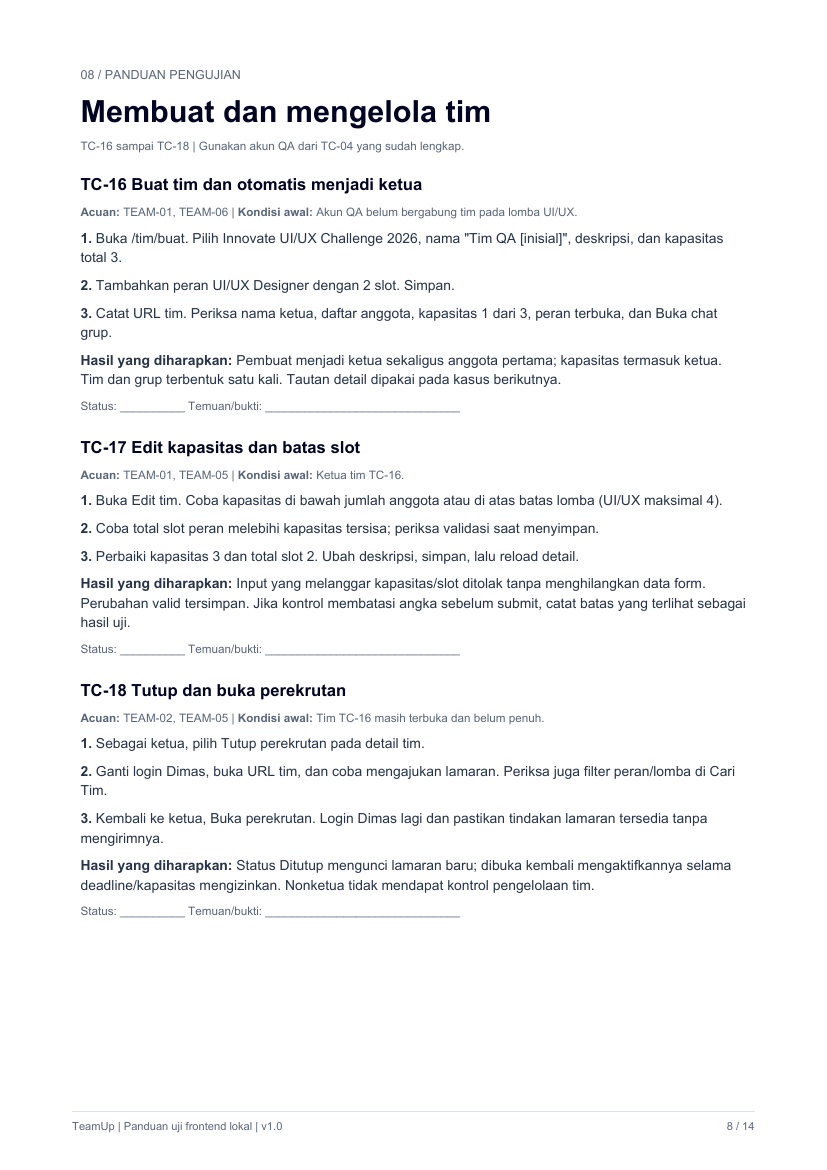 08 / PANDUAN PENGUJIAN
Membuat dan mengelola tim
TC-16 sampai TC-18 | Gunakan akun QA dari TC-04 yang sudah lengkap.
TC-16 Buat tim dan otomatis menjadi ketua
Acuan: TEAM-01, TEAM-06 | Kondisi awal: Akun QA belum bergabung tim pada lomba UI/UX.
1. Buka /tim/buat. Pilih Innovate UI/UX Challenge 2026, nama "Tim QA [inisial]", deskripsi, dan kapasitas
total 3.
2. Tambahkan peran UI/UX Designer dengan 2 slot. Simpan.
3. Catat URL tim. Periksa nama ketua, daftar anggota, kapasitas 1 dari 3, peran terbuka, dan Buka chat
grup.
Hasil yang diharapkan: Pembuat menjadi ketua sekaligus anggota pertama; kapasitas termasuk ketua.
Tim dan grup terbentuk satu kali. Tautan detail dipakai pada kasus berikutnya.
Status: __________ Temuan/bukti: ______________________________
TC-17 Edit kapasitas dan batas slot
Acuan: TEAM-01, TEAM-05 | Kondisi awal: Ketua tim TC-16.
1. Buka Edit tim. Coba kapasitas di bawah jumlah anggota atau di atas batas lomba (UI/UX maksimal 4).
2. Coba total slot peran melebihi kapasitas tersisa; periksa validasi saat menyimpan.
3. Perbaiki kapasitas 3 dan total slot 2. Ubah deskripsi, simpan, lalu reload detail.
Hasil yang diharapkan: Input yang melanggar kapasitas/slot ditolak tanpa menghilangkan data form.
Perubahan valid tersimpan. Jika kontrol membatasi angka sebelum submit, catat batas yang terlihat sebagai
hasil uji.
Status: __________ Temuan/bukti: ______________________________
TC-18 Tutup dan buka perekrutan
Acuan: TEAM-02, TEAM-05 | Kondisi awal: Tim TC-16 masih terbuka dan belum penuh.
1. Sebagai ketua, pilih Tutup perekrutan pada detail tim.
2. Ganti login Dimas, buka URL tim, dan coba mengajukan lamaran. Periksa juga filter peran/lomba di Cari
Tim.
3. Kembali ke ketua, Buka perekrutan. Login Dimas lagi dan pastikan tindakan lamaran tersedia tanpa
mengirimnya.
Hasil yang diharapkan: Status Ditutup mengunci lamaran baru; dibuka kembali mengaktifkannya selama
deadline/kapasitas mengizinkan. Nonketua tidak mendapat kontrol pengelolaan tim.
Status: __________ Temuan/bukti: ______________________________
TeamUp | Panduan uji frontend lokal | v1.0
8 / 14